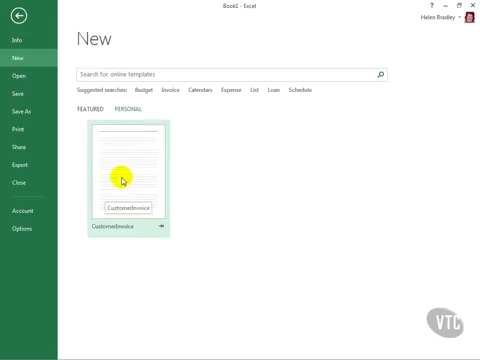 Book1 - Excel
Helen Bradley
Info
New
Open
Save
Save As
Print
Share
Export
Close
Account
Options
New
Search for online templates
Suggested searches: Budget Invoice Calendars Expense List Loan Schedule
FEATURED PERSONAL
CustomerInvoice
CustomerInvoice
VTC